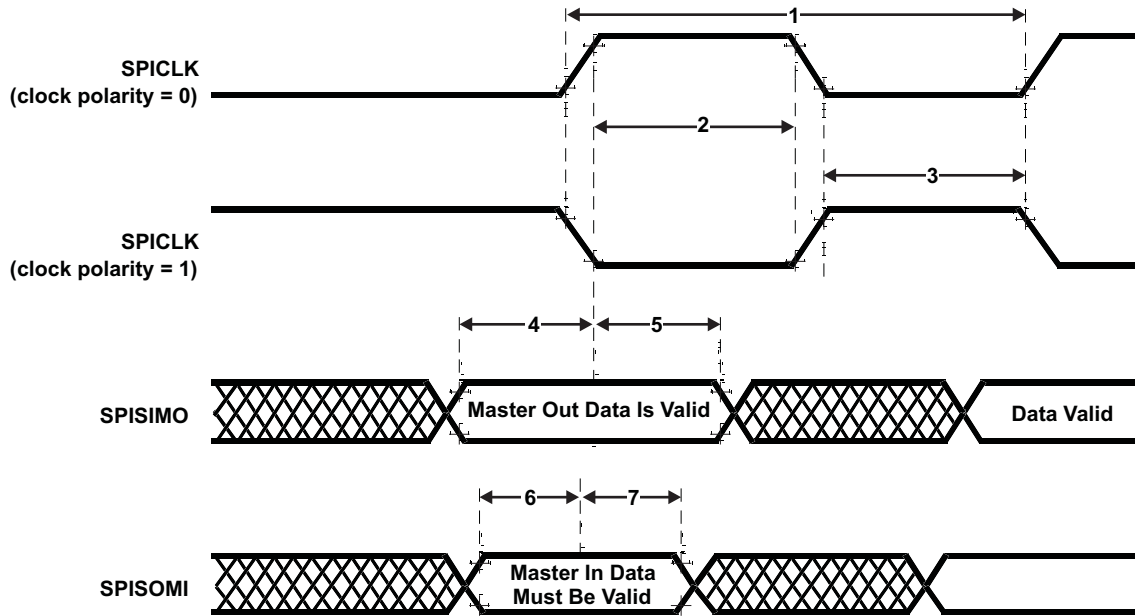 1
SPICLK
(clock polarity = 0)
2
3
SPICLK
(clock polarity = 1)
4
5
SPISIMO
Master Out Data Is Valid
Data Valid
6
7
SPISOMI
Master In Data
Must Be Valid